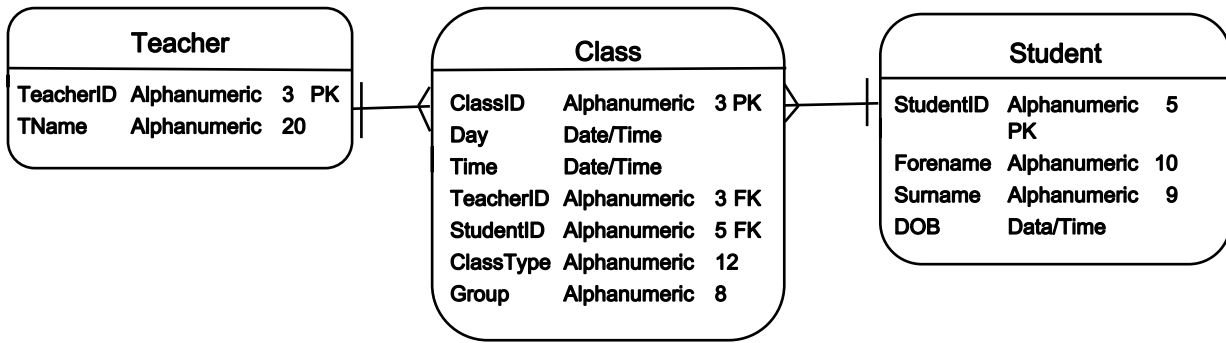 Teacher
TeacherID Alphanumeric 3 PK
TName Alphanumeric 20
Class
ClassID Alphanumeric 3 PK
Day Date/Time
Time Date/Time
TeacherID Alphanumeric 3 FK
StudentID Alphanumeric 5 FK
ClassType Alphanumeric 12
Group Alphanumeric 8
Student
StudentID Alphanumeric 5
PK
Forename Alphanumeric 10
Surname Alphanumeric 9
DOB Data/Time